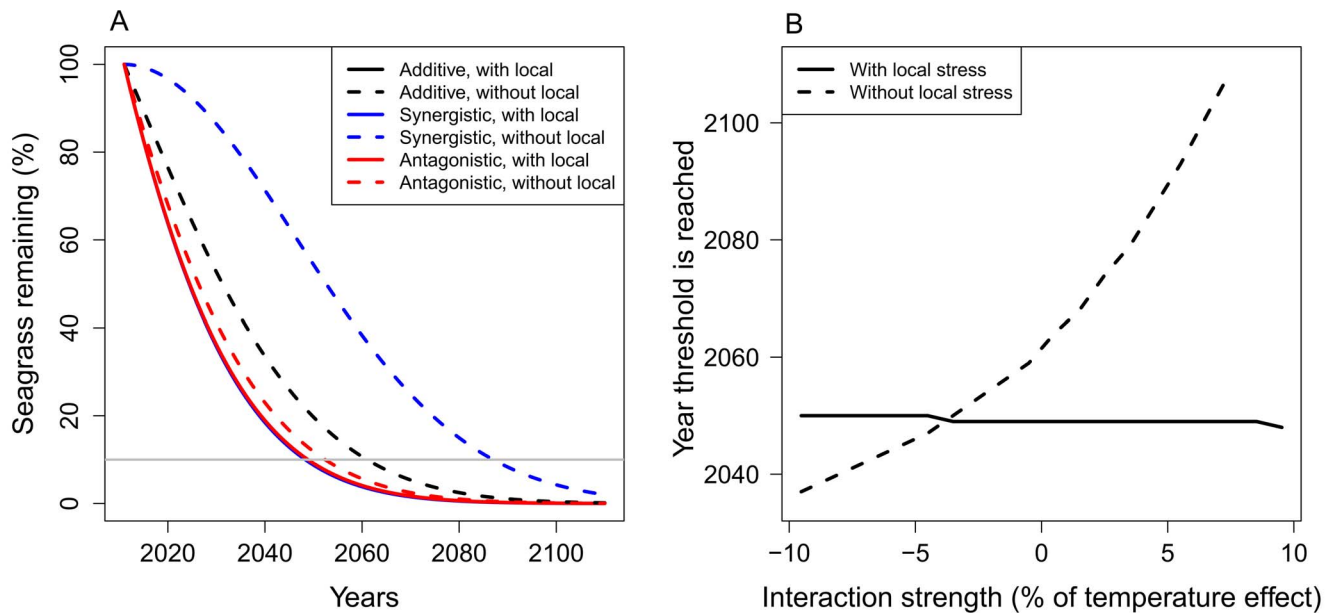 A
Additive, with local
Additive, without local
Synergistic, with local
Synergistic, without local
Antagonistic, with local
Antagonistic, without local
Seagrass remaining (%)
100
80
60
40
20
0
2020 2040 2060 2080 2100
Years
B
With local stress
Without local stress
Year threshold is reached
2100
2080
2060
2040
−10 −5 0 5 10
Interaction strength (% of temperature effect)